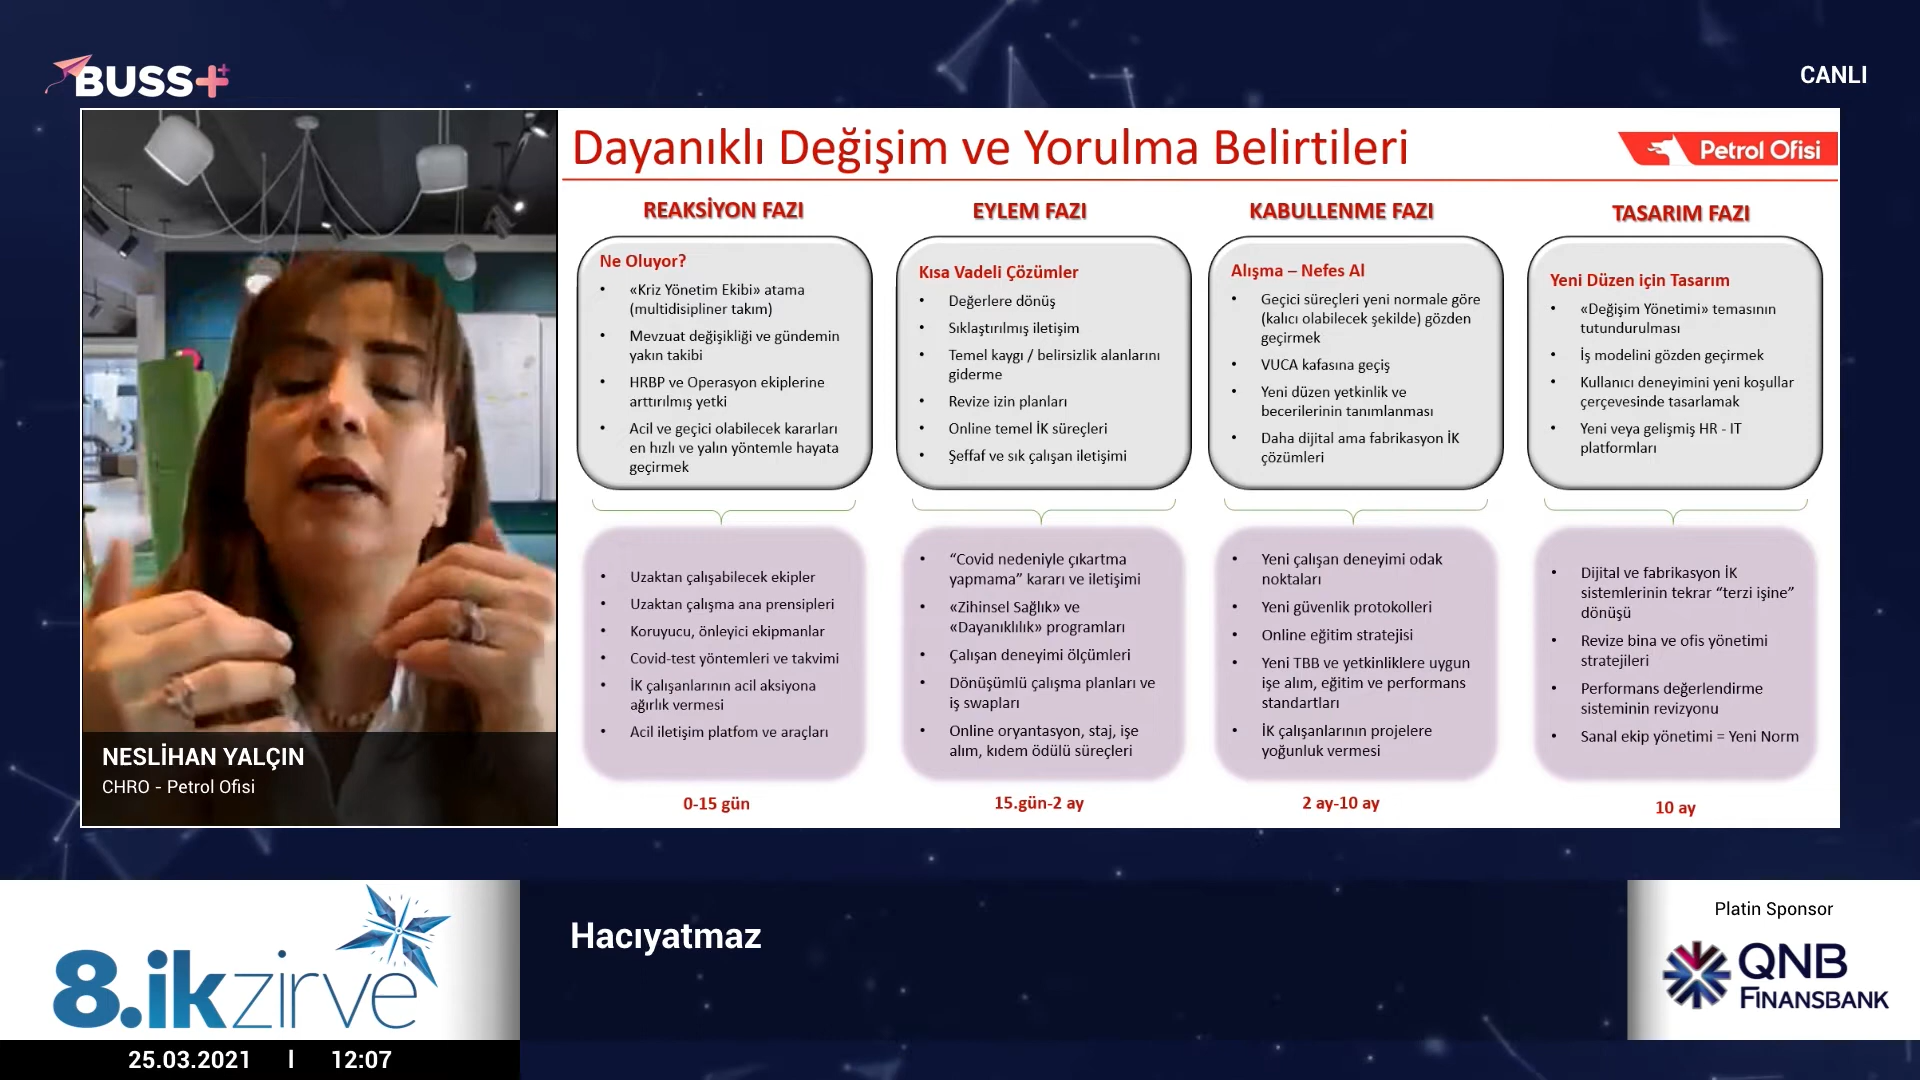 BUSS+
CANLI
Dayanıklı Değişim ve Yorulma Belirtileri
Petrol Ofisi
REAKSİYON FAZI
Ne Oluyor?
• «Kriz Yönetim Ekibi» atama
(multidisipliner takım)
• Mevzuat değişikliği ve gündemin
yakın takibi
• HRBP ve Operasyon ekiplerine
arttırılmış yetki
• Acil ve geçici olabilecek kararları
en hızlı ve yalın yöntemle hayata
geçirmek
• Uzaktan çalışabilecek ekipler
• Uzaktan çalışma ana prensipleri
• Koruyucu, önleyici ekipmanlar
• Covid-test yöntemleri ve takvimi
• İK çalışanlarının acil aksiyona
ağırlık vermesi
• Acil iletişim platfom ve araçları
0-15 gün
EYLEM FAZI
Kısa Vadeli Çözümler
• Değerlere dönüş
• Sıklaştırılmış iletişim
• Temel kaygı / belirsizlik alanlarını
giderme
• Revize izin planları
• Online temel İK süreçleri
• Şeffaf ve sık çalışan iletişimi
• “Covid nedeniyle çıkartma
yapmama” kararı ve iletişimi
• «Zihinsel Sağlık» ve
«Dayanıklılık» programları
• Çalışan deneyimi ölçümleri
• Dönüşümlü çalışma planları ve
iş swapları
• Online oryantasyon, staj, işe
alım, kıdem ödülü süreçleri
15.gün-2 ay
KABULLENME FAZI
Alışma – Nefes Al
• Geçici süreçleri yeni normale göre
(kalıcı olabilecek şekilde) gözden
geçirmek
• VUCA kafasına geçiş
• Yeni düzen yetkinlik ve
becerilerinin tanımlanması
• Daha dijital ama fabrikasyon İK
çözümleri
• Yeni çalışan deneyimi odak
noktaları
• Yeni güvenlik protokolleri
• Online eğitim stratejisi
• Yeni TBB ve yetkinliklere uygun
işe alım, eğitim ve performans
standartları
• İK çalışanlarının projelere
yoğunluk vermesi
2 ay-10 ay
TASARIM FAZI
Yeni Düzen için Tasarım
• «Değişim Yönetimi» temasının
tutundurulması
• İş modelini gözden geçirmek
• Kullanıcı deneyimini yeni koşullar
çerçevesinde tasarlamak
• Yeni veya gelişmiş HR - IT
platformları
• Dijital ve fabrikasyon İK
sistemlerinin tekrar “terzi işine”
dönüşü
• Revize bina ve ofis yönetimi
stratejileri
• Performans değerlendirme
sisteminin revizyonu
• Sanal ekip yönetimi = Yeni Norm
10 ay
NESLİHAN YALÇIN
CHRO - Petrol Ofisi
8.ikzirve
25.03.2021 | 12:07
Hacıyatmaz
Platin Sponsor
QNB
FİNANSBANK